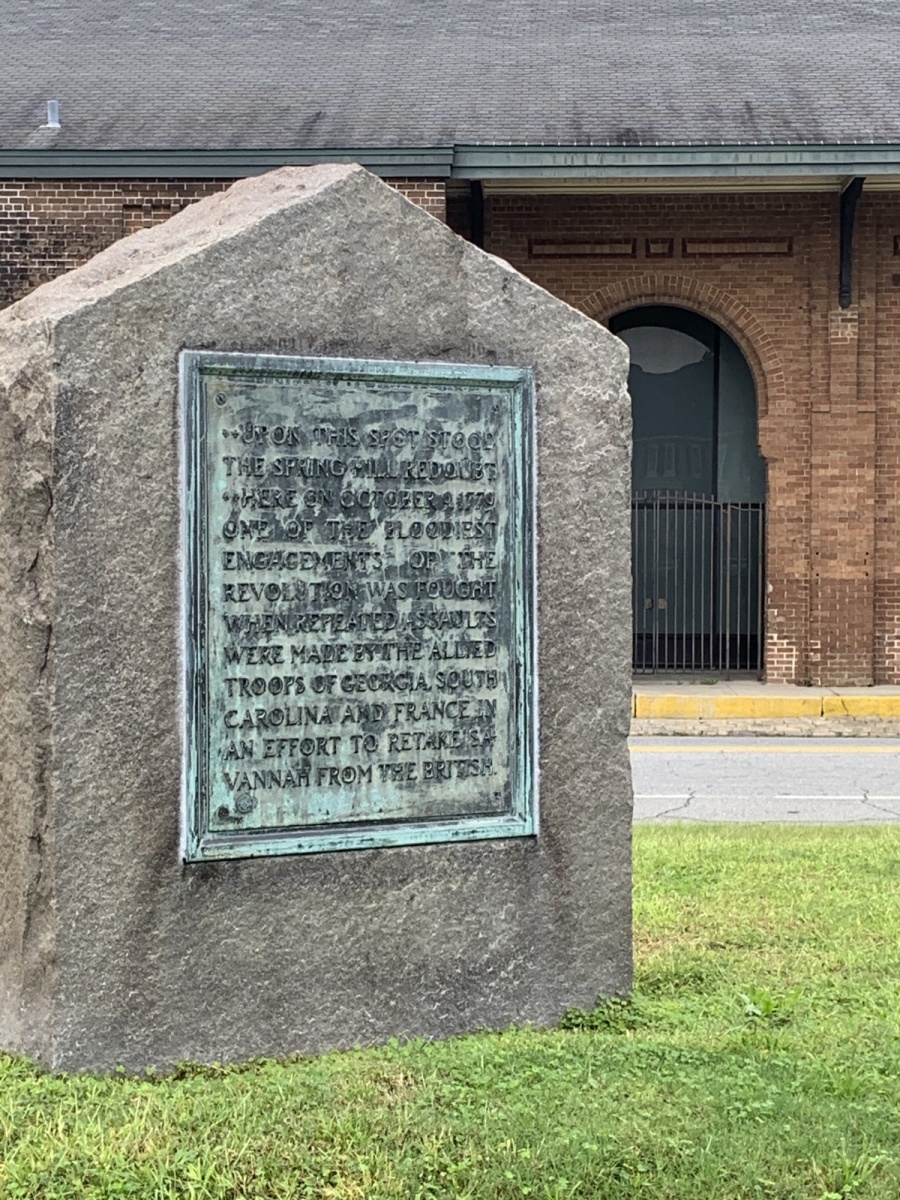 ··UPON THIS SPOT STOOD
THE SPRING HILL REDOUBT
··HERE ON OCTOBER 9, 1779
ONE OF THE BLOODIEST
ENGAGEMENTS OF THE
REVOLUTION WAS FOUGHT
WHEN REPEATED ASSAULTS
WERE MADE BY THE ALLIED
TROOPS OF GEORGIA, SOUTH
CAROLINA AND FRANCE IN
AN EFFORT TO RETAKE SA-
VANNAH FROM THE BRITISH.